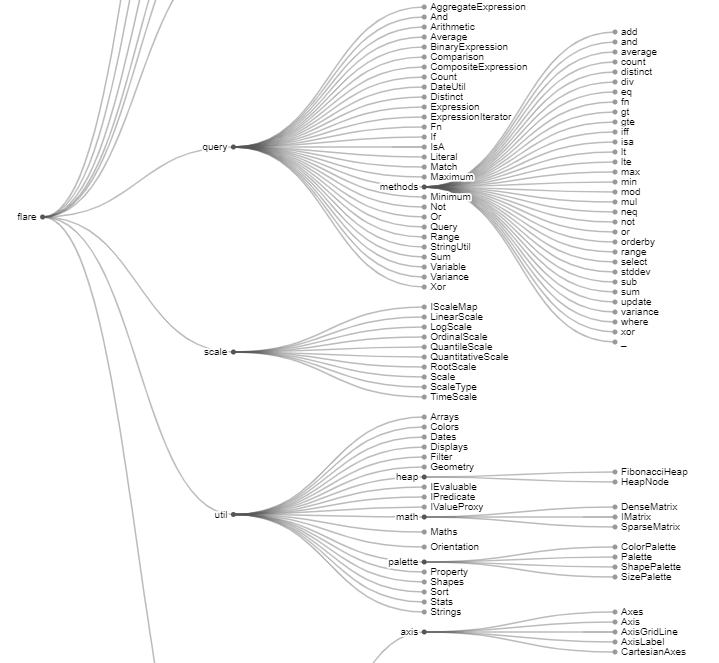 flare
query
AggregateExpression
And
Arithmetic
Average
BinaryExpression
Comparison
CompositeExpression
Count
DateUtil
Distinct
Expression
ExpressionIterator
Fn
If
IsA
Literal
Match
Maximum
methods
add
and
average
count
distinct
div
eq
fn
gt
gte
iff
isa
lt
lte
max
min
mod
mul
neq
not
or
orderby
range
select
stddev
sub
sum
update
variance
where
xor
_
Minimum
Not
Or
Query
Range
StringUtil
Sum
Variable
Variance
Xor
scale
IScaleMap
LinearScale
LogScale
OrdinalScale
QuantileScale
QuantitativeScale
RootScale
Scale
ScaleType
TimeScale
util
Arrays
Colors
Dates
Displays
Filter
Geometry
heap
FibonacciHeap
HeapNode
IEvaluable
IPredicate
IValueProxy
math
DenseMatrix
IMatrix
SparseMatrix
Maths
Orientation
palette
ColorPalette
Palette
ShapePalette
SizePalette
Property
Shapes
Sort
Stats
Strings
axis
Axes
Axis
AxisGridLine
AxisLabel
CartesianAxes